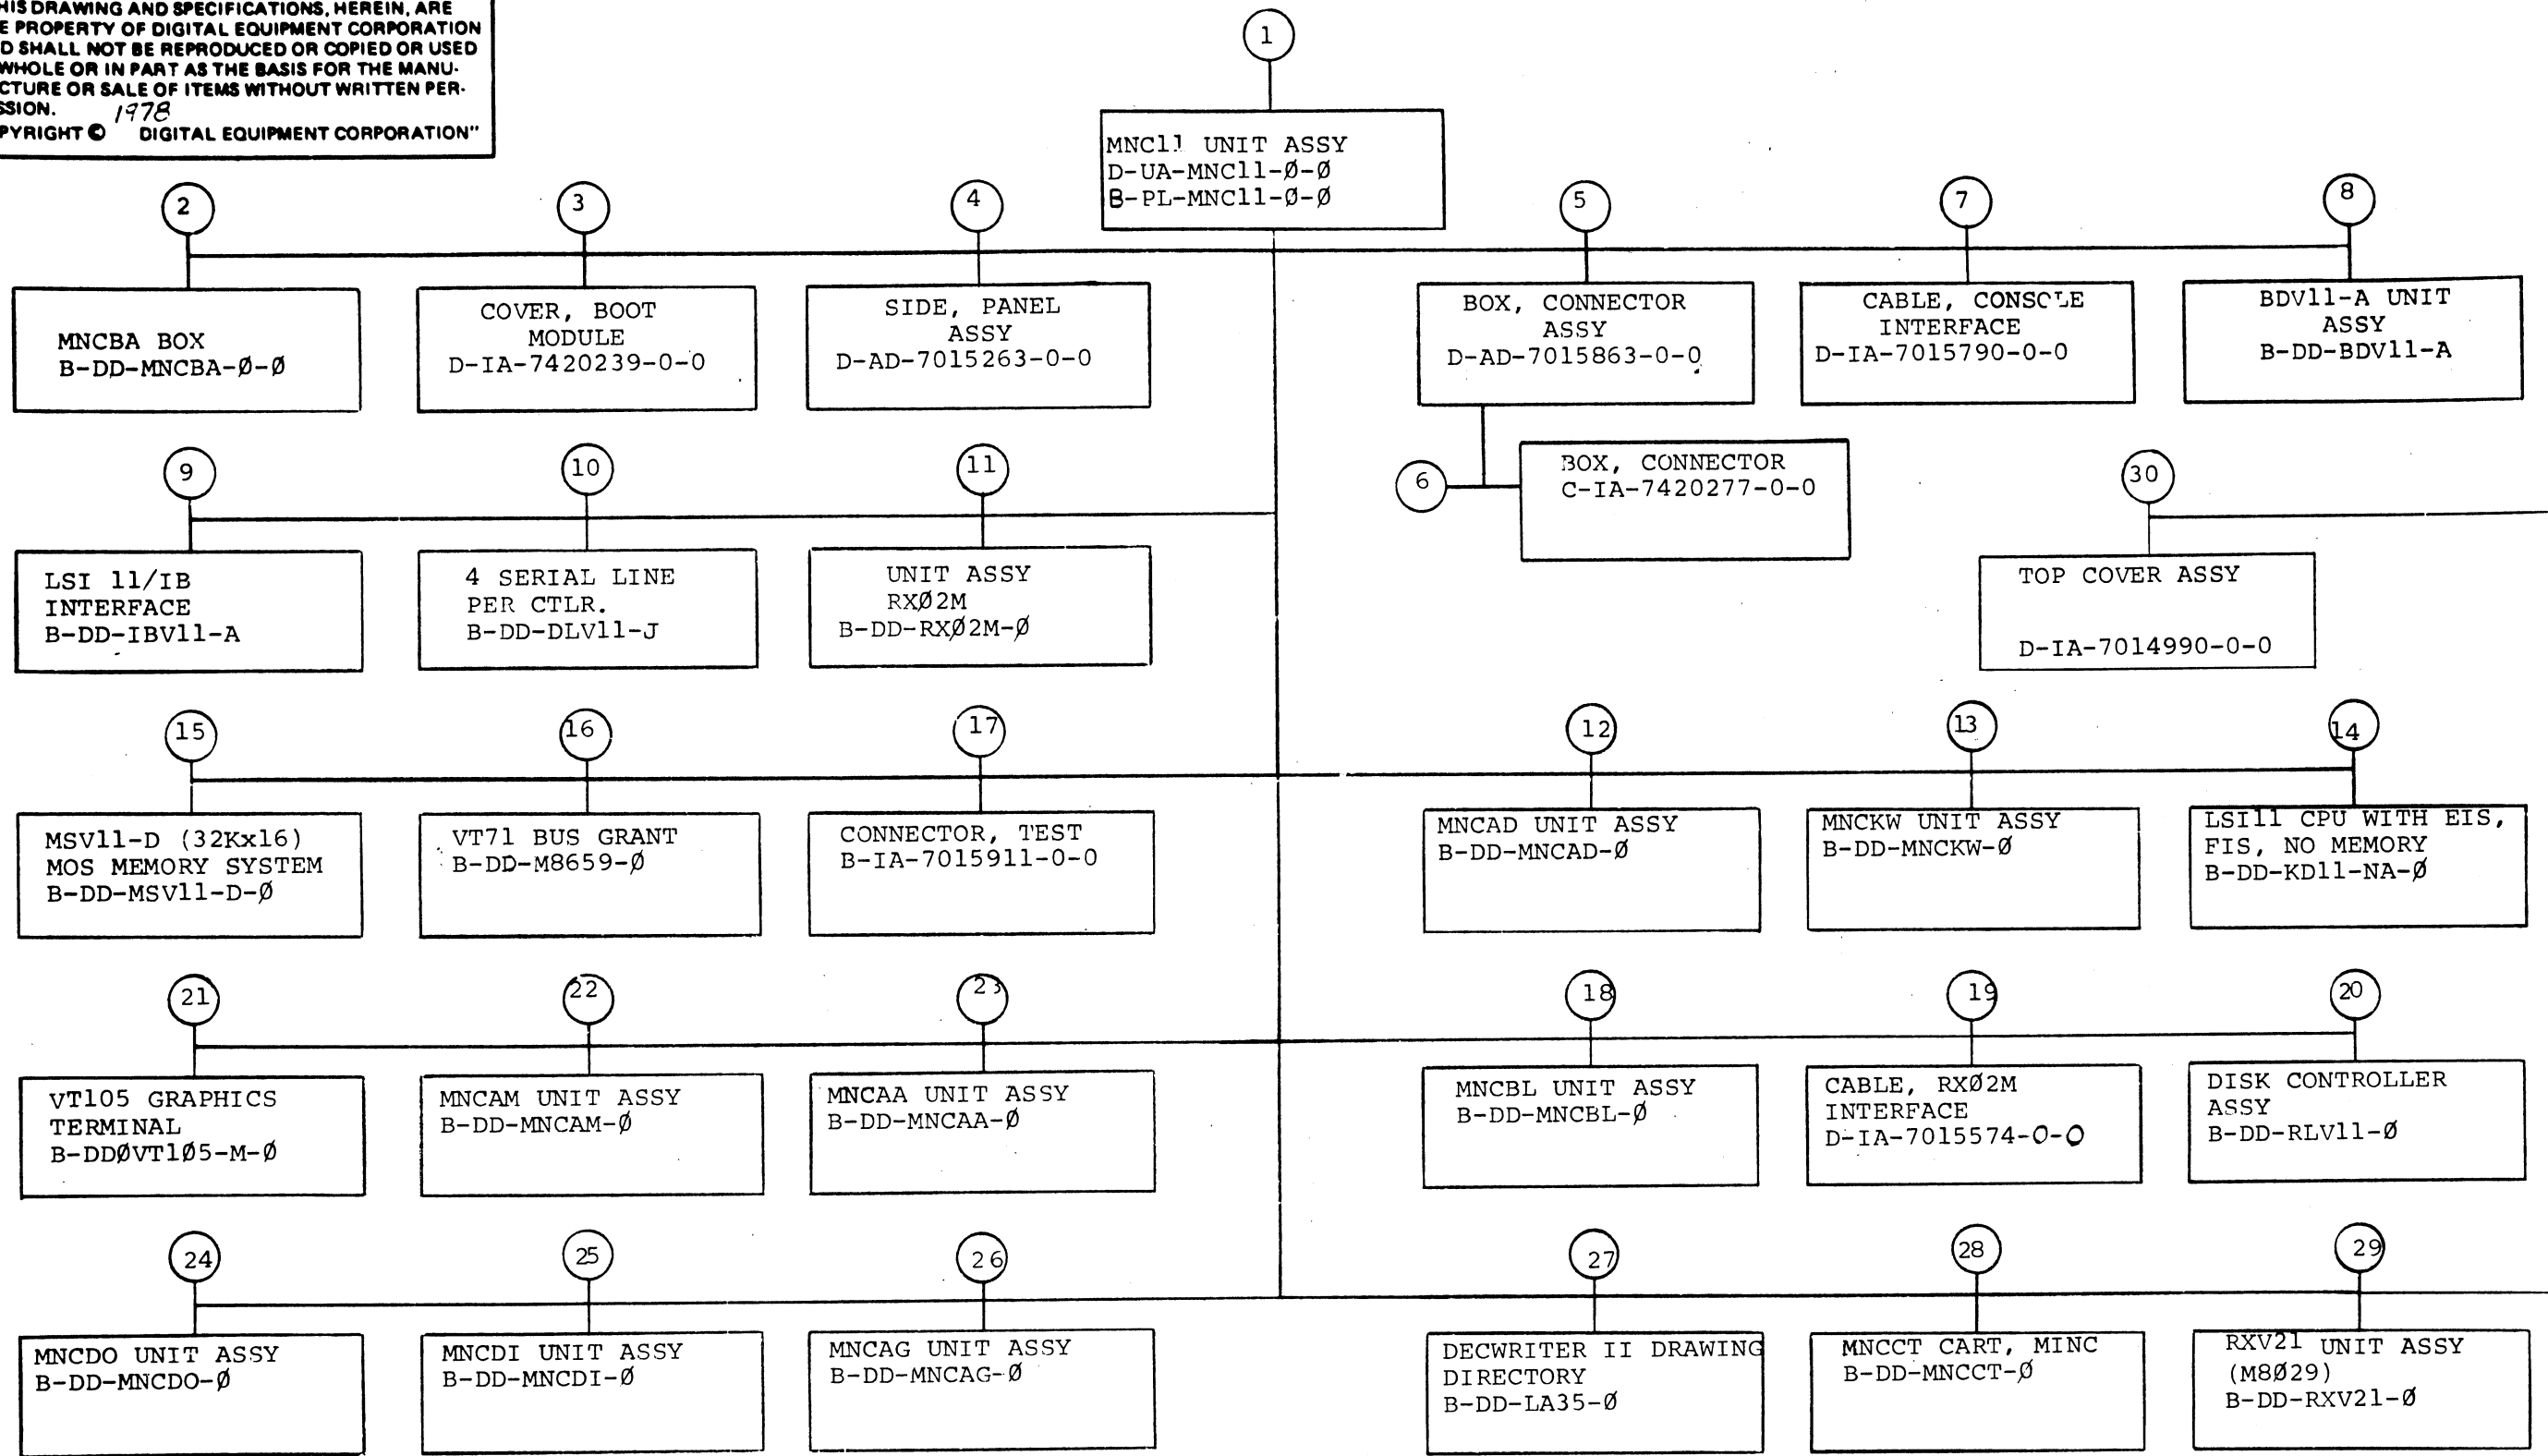 HIS DRAWING AND SPECIFICATIONS, HEREIN, ARE
E PROPERTY OF DIGITAL EQUIPMENT CORPORATION
D SHALL NOT BE REPRODUCED OR COPIED OR USED
WHOLE OR IN PART AS THE BASIS FOR THE MANU-
CTURE OR SALE OF ITEMS WITHOUT WRITTEN PER-
SSION. 1978
PYRIGHT © DIGITAL EQUIPMENT CORPORATION"
1
MNC11 UNIT ASSY
D-UA-MNC11-Ø-Ø
B-PL-MNC11-Ø-Ø
2
MNCBA BOX
B-DD-MNCBA-Ø-Ø
3
COVER, BOOT
MODULE
D-IA-7420239-0-0
4
SIDE, PANEL
ASSY
D-AD-7015263-0-0
5
BOX, CONNECTOR
ASSY
D-AD-7015863-0-0
7
CABLE, CONSOLE
INTERFACE
D-IA-7015790-0-0
8
BDV11-A UNIT
ASSY
B-DD-BDV11-A
6
BOX, CONNECTOR
C-IA-7420277-0-0
9
LSI 11/IB
INTERFACE
B-DD-IBV11-A
10
4 SERIAL LINE
PER CTLR.
B-DD-DLV11-J
11
UNIT ASSY
RXØ2M
B-DD-RXØ2M-Ø
30
TOP COVER ASSY
D-IA-7014990-0-0
15
MSV11-D (32Kx16)
MOS MEMORY SYSTEM
B-DD-MSV11-D-Ø
16
VT71 BUS GRANT
B-DD-M8659-Ø
17
CONNECTOR, TEST
B-IA-7015911-0-0
12
MNCAD UNIT ASSY
B-DD-MNCAD-Ø
13
MNCKW UNIT ASSY
B-DD-MNCKW-Ø
14
LSI11 CPU WITH EIS,
FIS, NO MEMORY
B-DD-KD11-NA-Ø
21
VT105 GRAPHICS
TERMINAL
B-DDØVT1Ø5-M-Ø
22
MNCAM UNIT ASSY
B-DD-MNCAM-Ø
23
MNCAA UNIT ASSY
B-DD-MNCAA-Ø
18
MNCBL UNIT ASSY
B-DD-MNCBL-Ø
19
CABLE, RXØ2M
INTERFACE
D-IA-7015574-0-0
20
DISK CONTROLLER
ASSY
B-DD-RLV11-Ø
24
MNCDO UNIT ASSY
B-DD-MNCDO-Ø
25
MNCDI UNIT ASSY
B-DD-MNCDI-Ø
26
MNCAG UNIT ASSY
B-DD-MNCAG-Ø
27
DECWRITER II DRAWING
DIRECTORY
B-DD-LA35-Ø
28
MNCCT CART, MINC
B-DD-MNCCT-Ø
29
RXV21 UNIT ASSY
(M8Ø29)
B-DD-RXV21-Ø